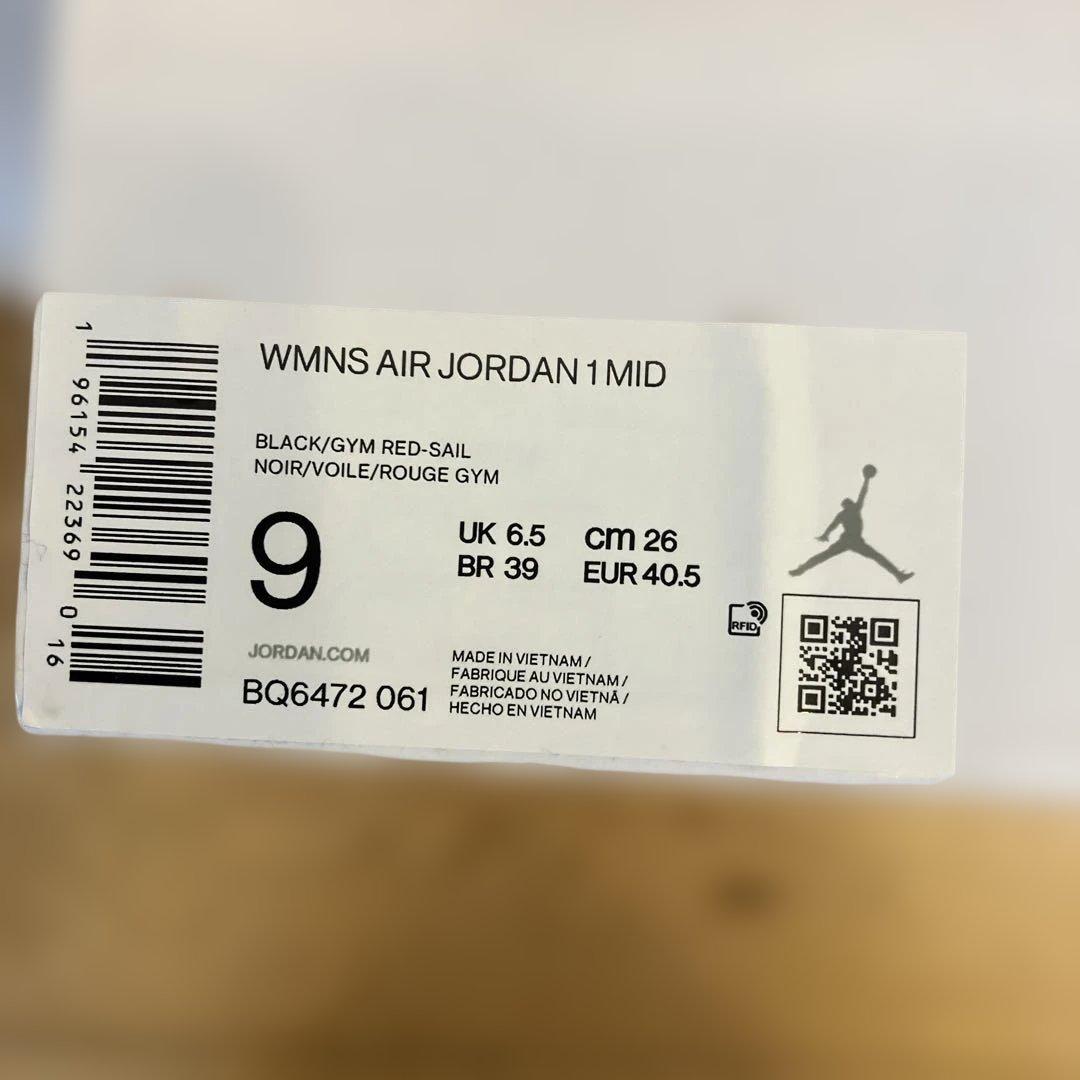 WMNS AIR JORDAN 1 MID
BLACK/GYM RED-SAIL
NOIR/VOILE/ROUGE GYM
9
UK 6.5 cm 26
BR 39 EUR 40.5
RFID
JORDAN.COM
BQ6472 061
MADE IN VIETNAM /
FABRIQUE AU VIETNAM /
FABRICADO NO VIETNÃ /
HECHO EN VIETNAM
1 96154 22369 0 16